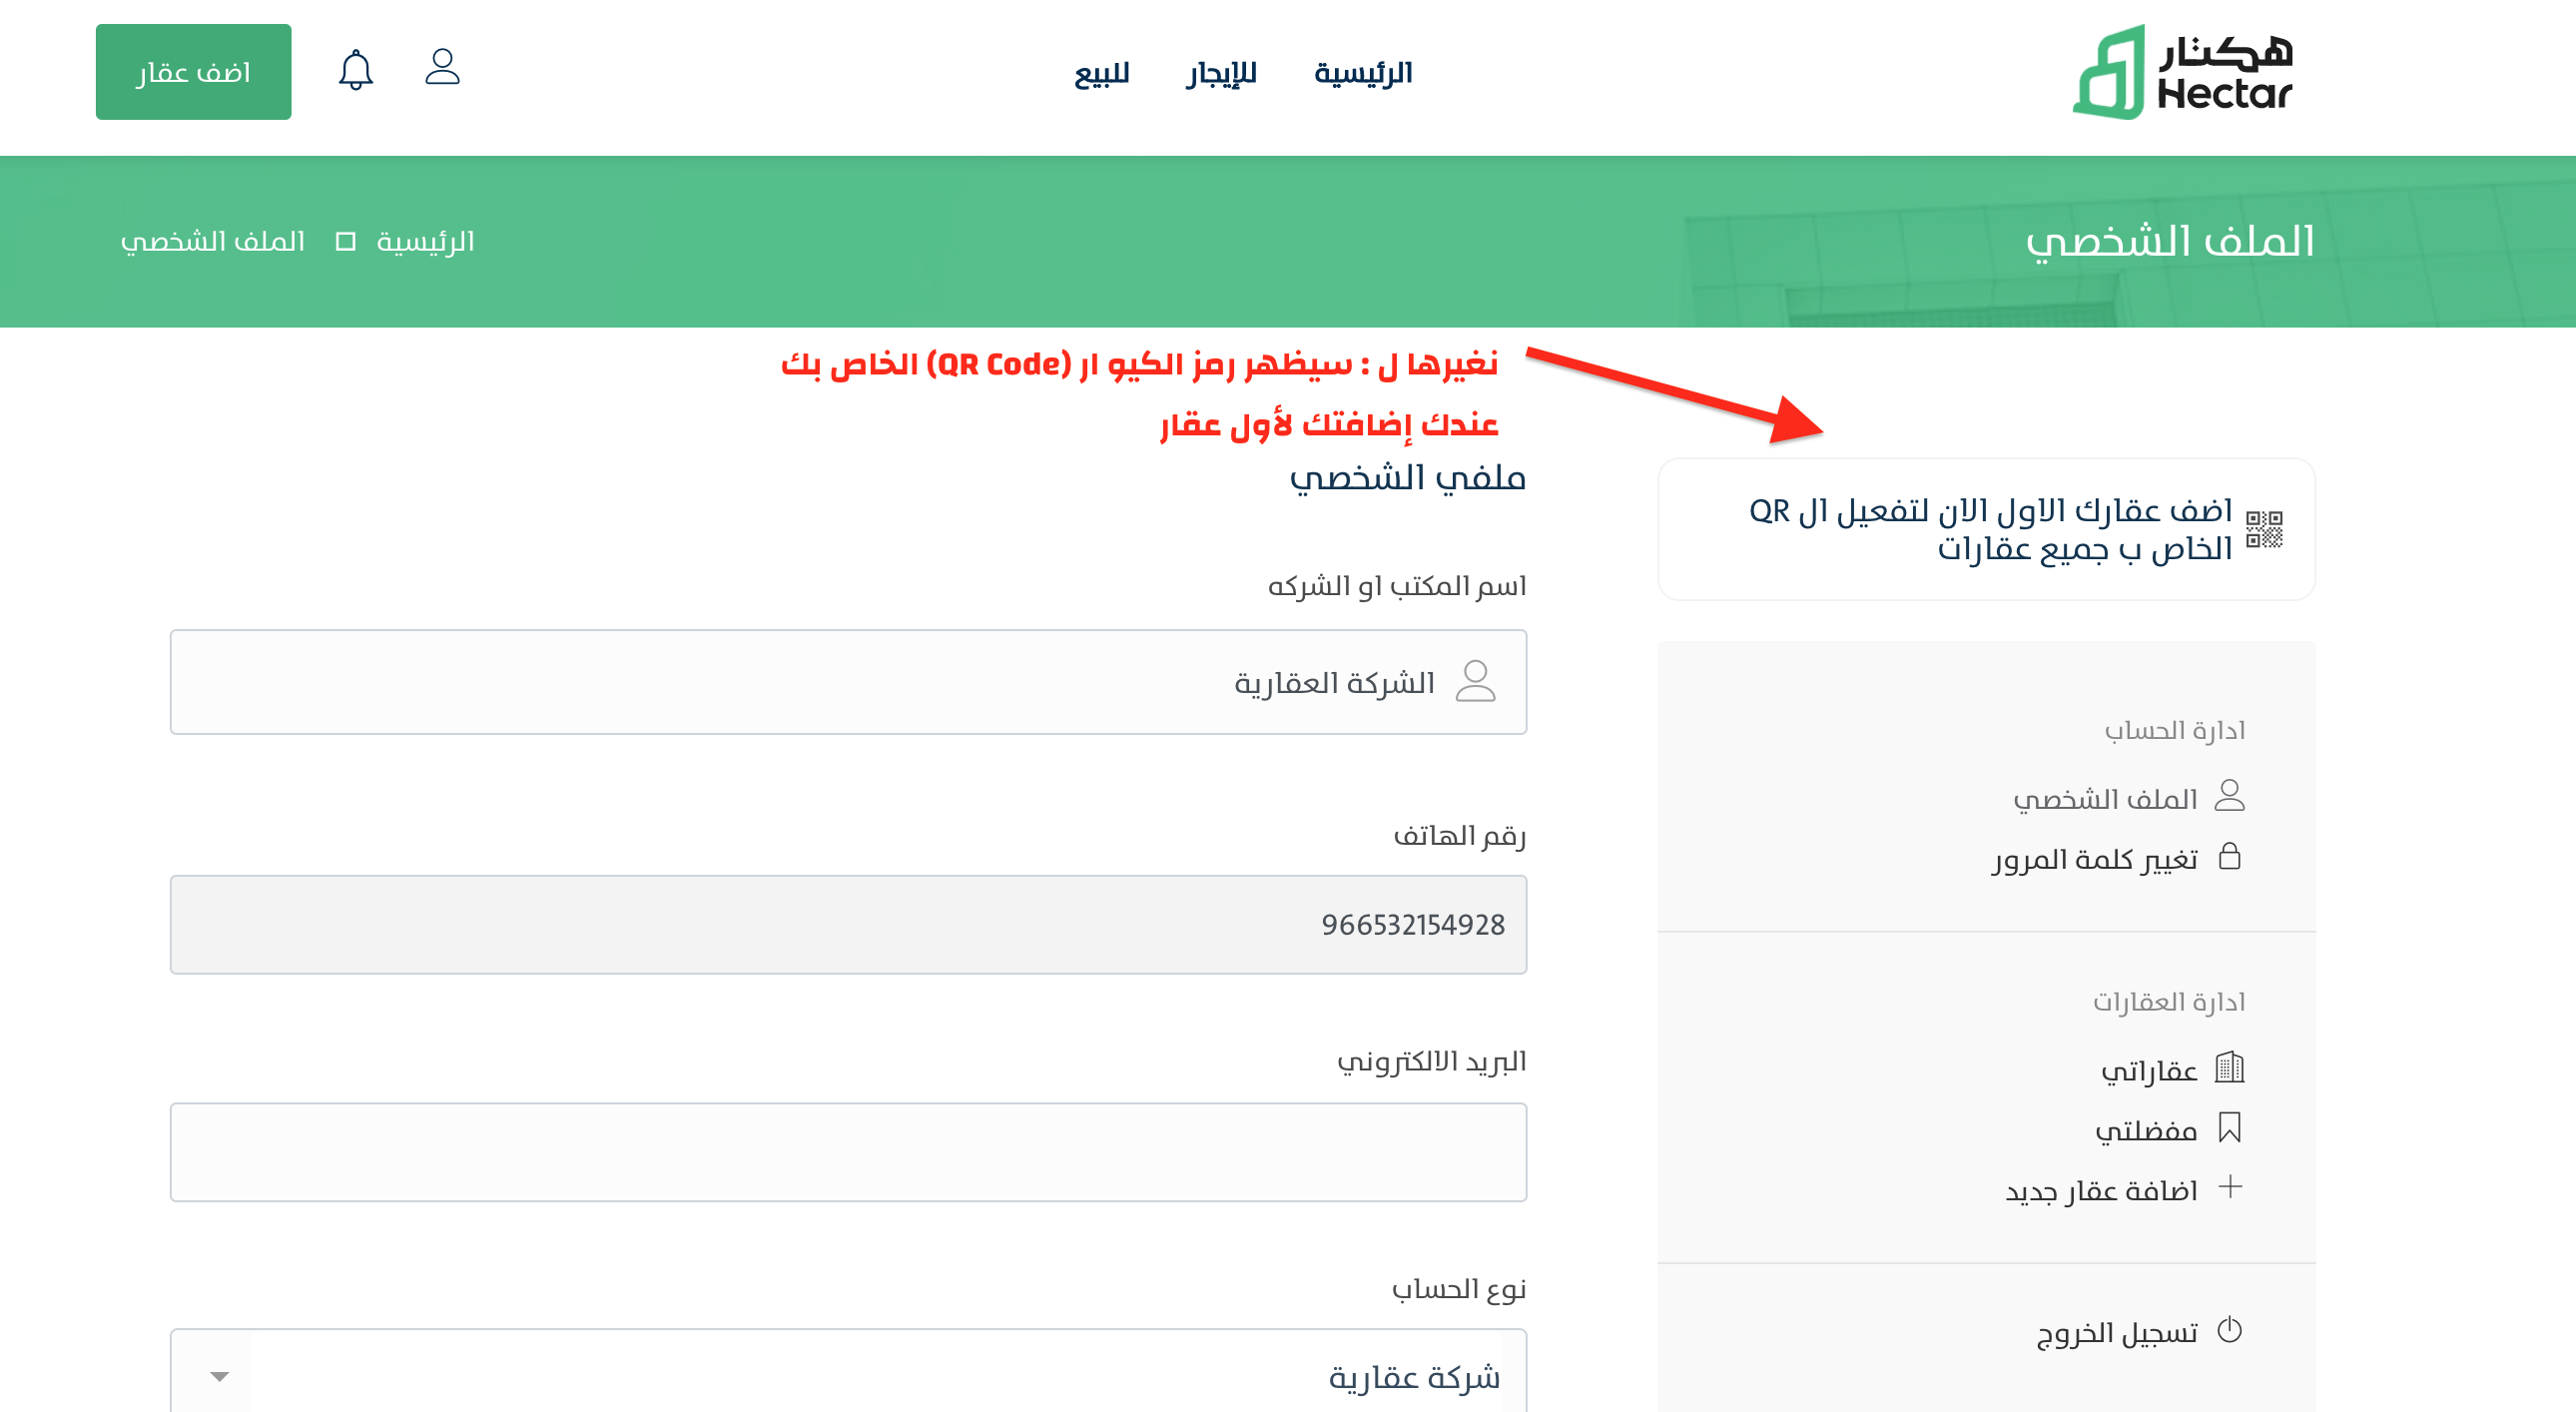 هكتار
Hectar
الرئيسية
للإيجار
للبيع
اضف عقار
الملف الشخصي
الرئيسية
الملف الشخصي
نغيرها ل : سيظهر رمز الكيو ار (QR Code) الخاص بك
عندك إضافتك لأول عقار
اضف عقارك الاول الان لتفعيل ال QR
الخاص ب جميع عقارات
ادارة الحساب
الملف الشخصي
تغيير كلمة المرور
ادارة العقارات
عقاراتي
مفضلتي
اضافة عقار جديد
تسجيل الخروج
ملفي الشخصي
اسم المكتب او الشركه
الشركة العقارية
رقم الهاتف
966532154928
البريد الالكتروني
نوع الحساب
شركة عقارية